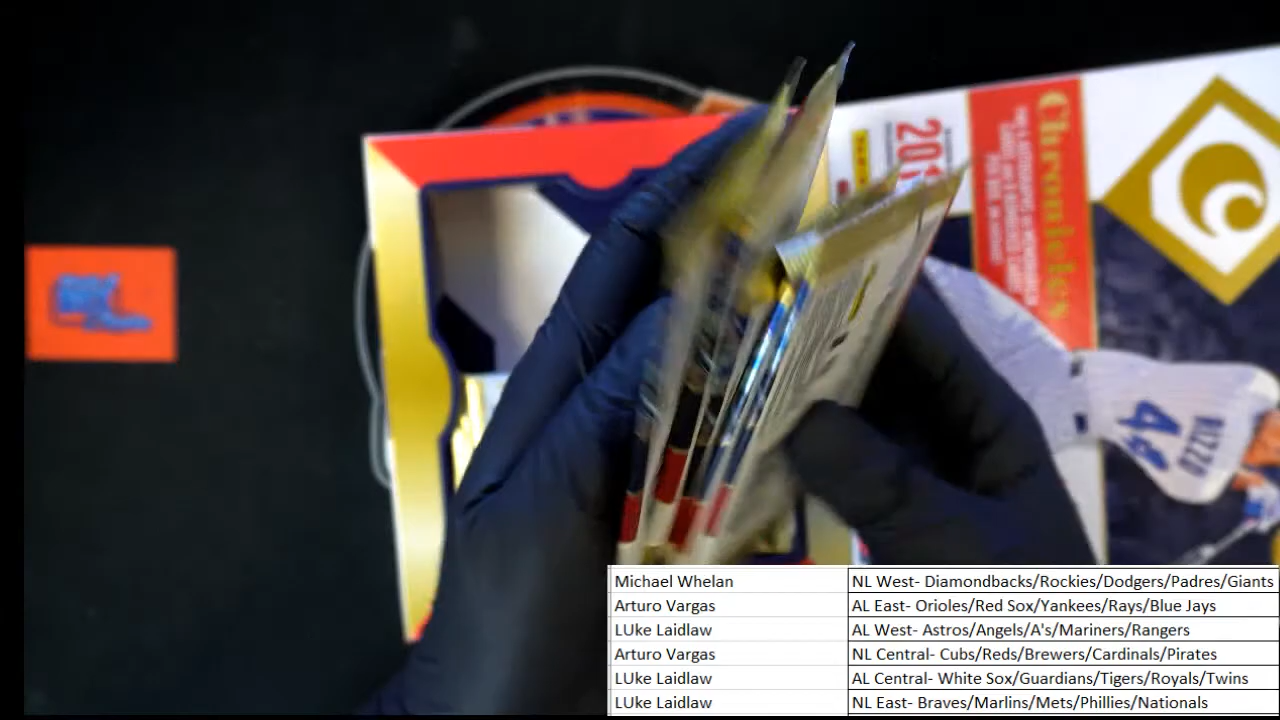 Chronicles
RIZZO
44
Michael Whelan NL West- Diamondbacks/Rockies/Dodgers/Padres/Giants
Arturo Vargas AL East- Orioles/Red Sox/Yankees/Rays/Blue Jays
LUke Laidlaw AL West- Astros/Angels/A's/Mariners/Rangers
Arturo Vargas NL Central- Cubs/Reds/Brewers/Cardinals/Pirates
LUke Laidlaw AL Central- White Sox/Guardians/Tigers/Royals/Twins
LUke Laidlaw NL East- Braves/Marlins/Mets/Phillies/Nationals